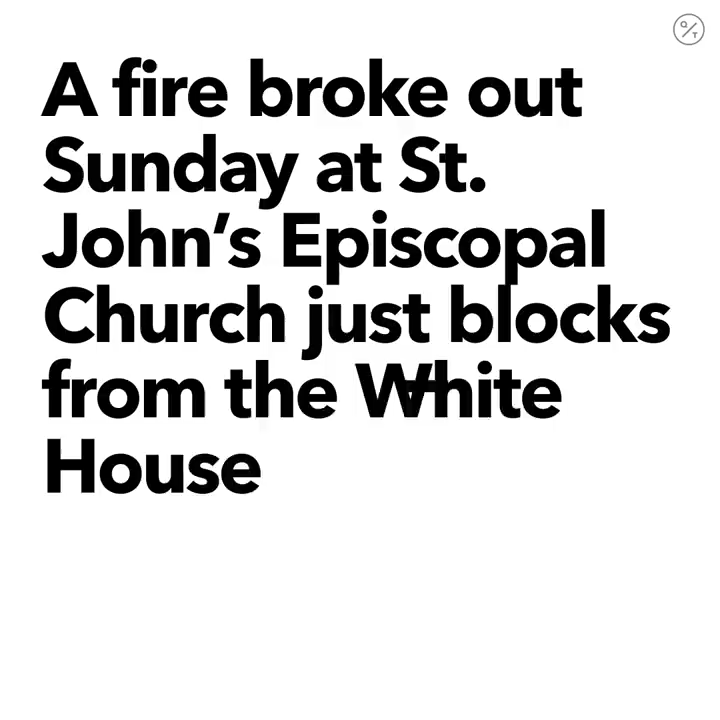 A fire broke out
Sunday at St.
John’s Episcopal
Church just blocks
from the White
House